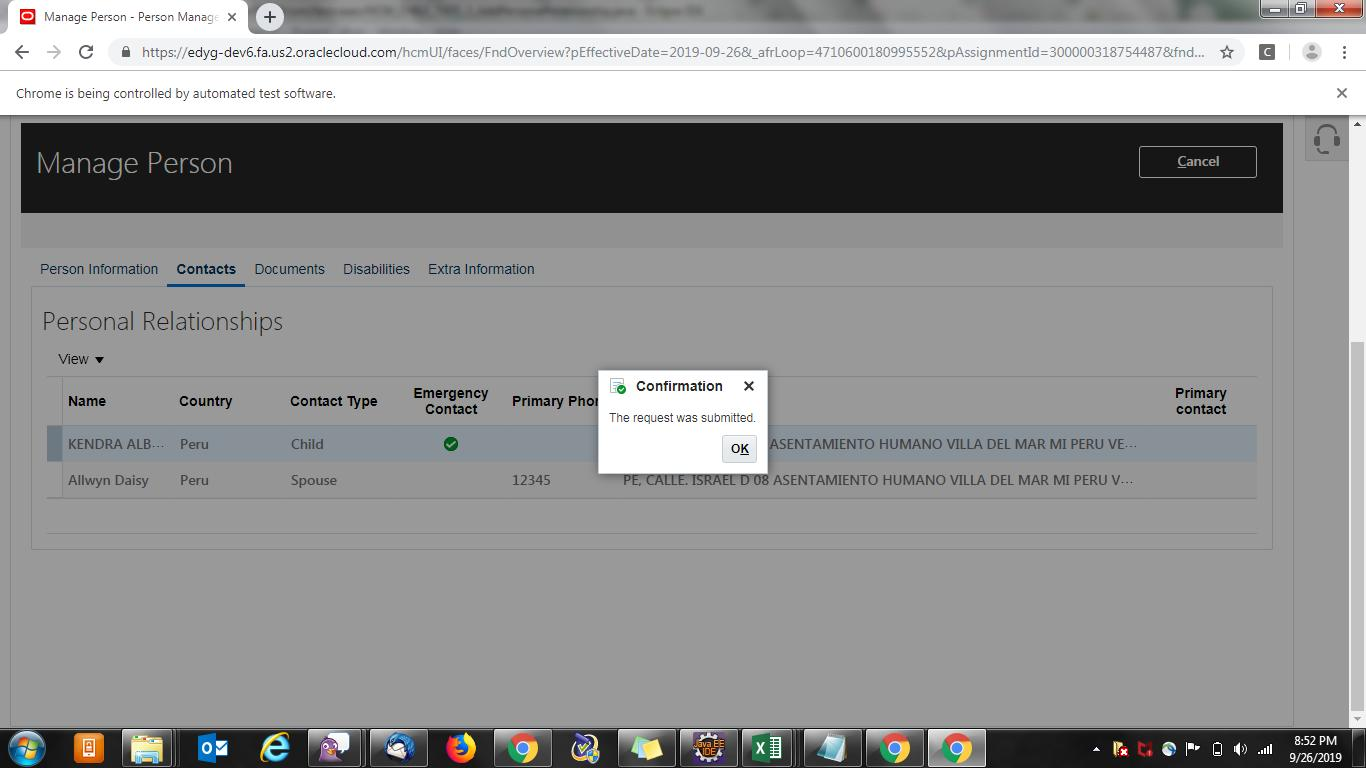 Manage Person - Person Manage
https://edyg-dev6.fa.us2.oraclecloud.com/hcmUI/faces/FndOverview?pEffectiveDate=2019-09-26&_afrLoop=4710600180995552&pAssignmentId=300000318754487&fnd...
C
Chrome is being controlled by automated test software.
Manage Person
Cancel
Person Information Contacts Documents Disabilities Extra Information
Personal Relationships
View
Name Country Contact Type Emergency Contact Primary Phon Primary contact
KENDRA ALB... Peru Child ASENTAMIENTO HUMANO VILLA DEL MAR MI PERU VE...
Allwyn Daisy Peru Spouse 12345 PE, CALLE. ISRAEL D 08 ASENTAMIENTO HUMANO VILLA DEL MAR MI PERU V...
Confirmation
The request was submitted.
OK
Java EE
IDE
8:52 PM
9/26/2019